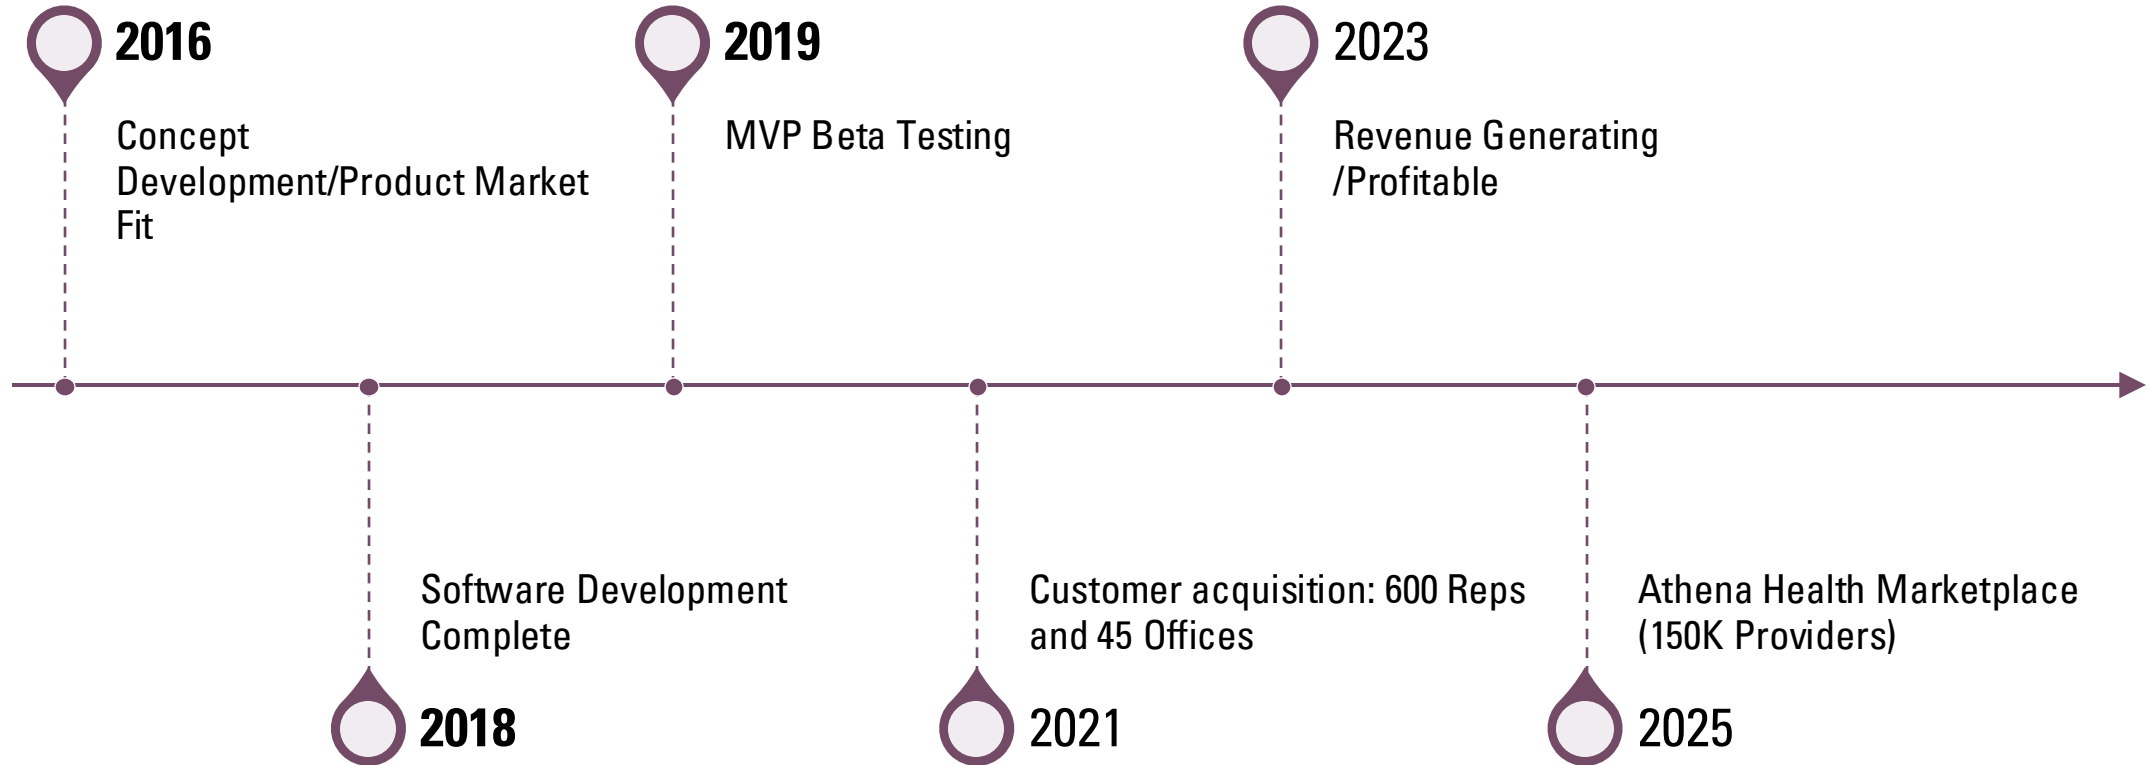 2016
Concept
Development/Product Market
Fit
2019
MVP Beta Testing
2023
Revenue Generating
/Profitable
Software Development
Complete
2018
Customer acquisition: 600 Reps
and 45 Offices
2021
Athena Health Marketplace
(150K Providers)
2025